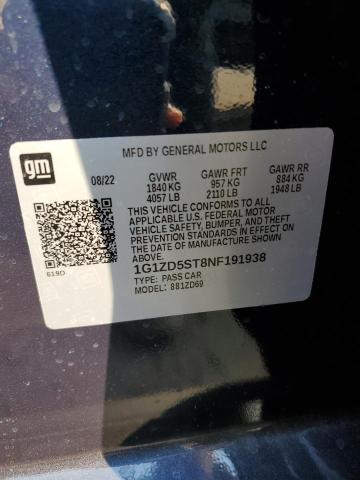 gm
MFD BY GENERAL MOTORS LLC
08/22 GVWR GAWR FRT GAWR RR
1840 KG 957 KG 884 KG
4057 LB 2110 LB 1948 LB
THIS VEHICLE CONFORMS TO ALL
APPLICABLE U.S. FEDERAL MOTOR
VEHICLE SAFETY, BUMPER, AND THEFT
PREVENTION STANDARDS IN EFFECT ON
THE DATE OF MANUFACTURE SHOWN
ABOVE.
619D
1G1ZD5ST8NF191938
TYPE: PASS CAR
MODEL: 881ZD69